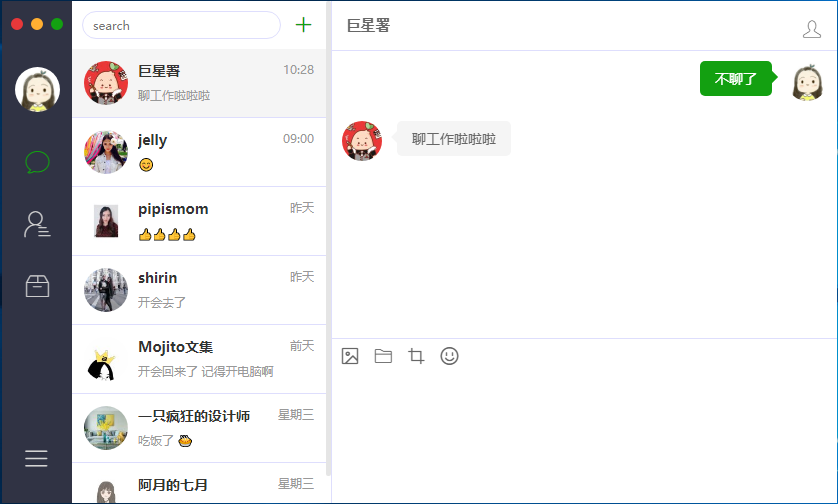 search
巨星署
10:28
聊工作啦啦啦
jelly
09:00
pipismom
昨天
shirin
昨天
开会去了
Mojito文集
前天
开会回来了 记得开电脑啊
一只疯狂的设计师
星期三
吃饭了
阿月的七月
星期三
巨星署
不聊了
聊工作啦啦啦